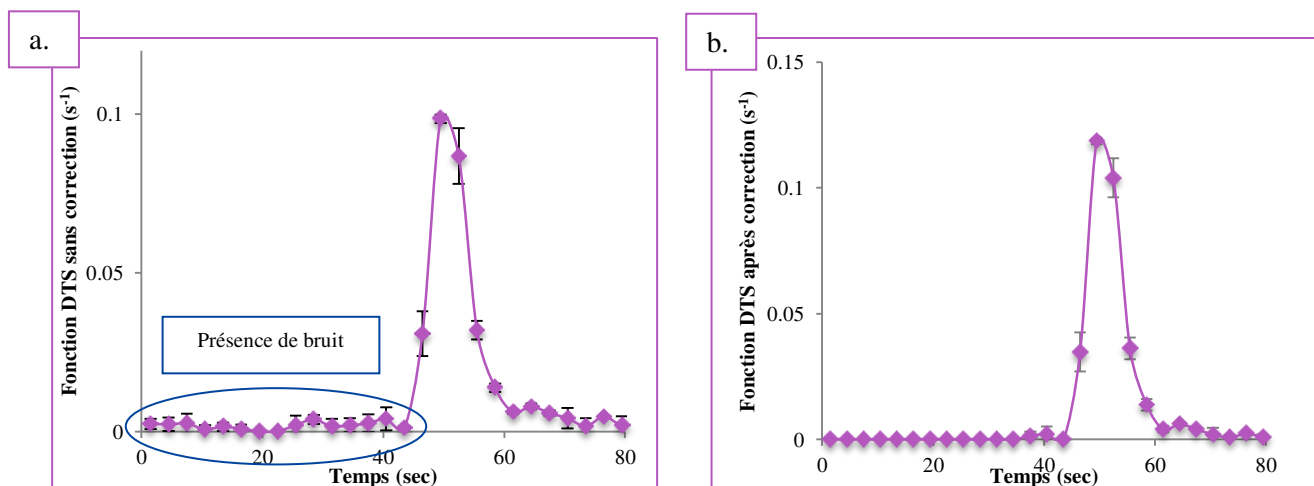 a.
Fonction DTS sans correction (s⁻¹)
0.1
0.05
0
Présence de bruit
0 20 40 60 80
Temps (sec)
b.
Fonction DTS après correction (s⁻¹)
0.15
0.1
0.05
0
0 20 40 60 80
Temps (sec)